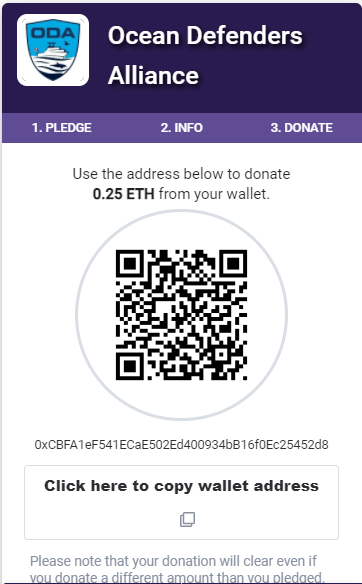 ODA
Ocean Defenders
Alliance
1. PLEDGE 2. INFO 3. DONATE
Use the address below to donate
0.25 ETH from your wallet.
0xCBFA1eF541ECaE502Ed400934bB16f0Ec25452d8
Click here to copy wallet address
Please note that your donation will clear even if
you donate a different amount than you pledged.